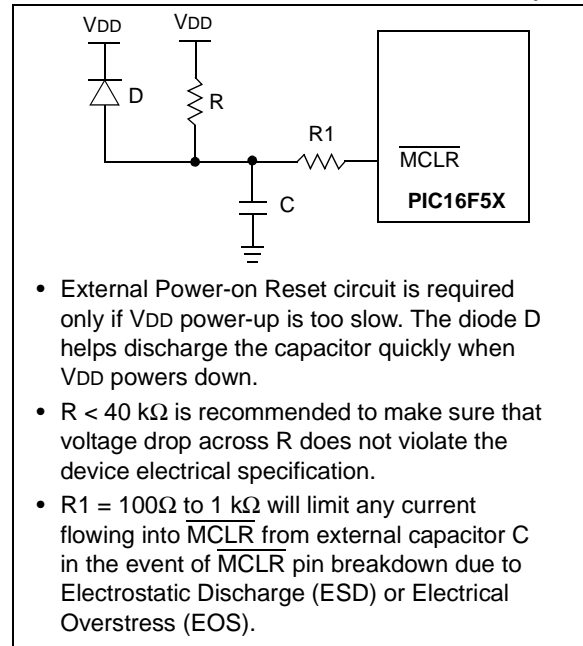 VDD VDD
D
R
R1
MCLR
PIC16F5X
C
• External Power-on Reset circuit is required
only if VDD power-up is too slow. The diode D
helps discharge the capacitor quickly when
VDD powers down.
• R < 40 kΩ is recommended to make sure that
voltage drop across R does not violate the
device electrical specification.
• R1 = 100Ω to 1 kΩ will limit any current
flowing into MCLR from external capacitor C
in the event of MCLR pin breakdown due to
Electrostatic Discharge (ESD) or Electrical
Overstress (EOS).